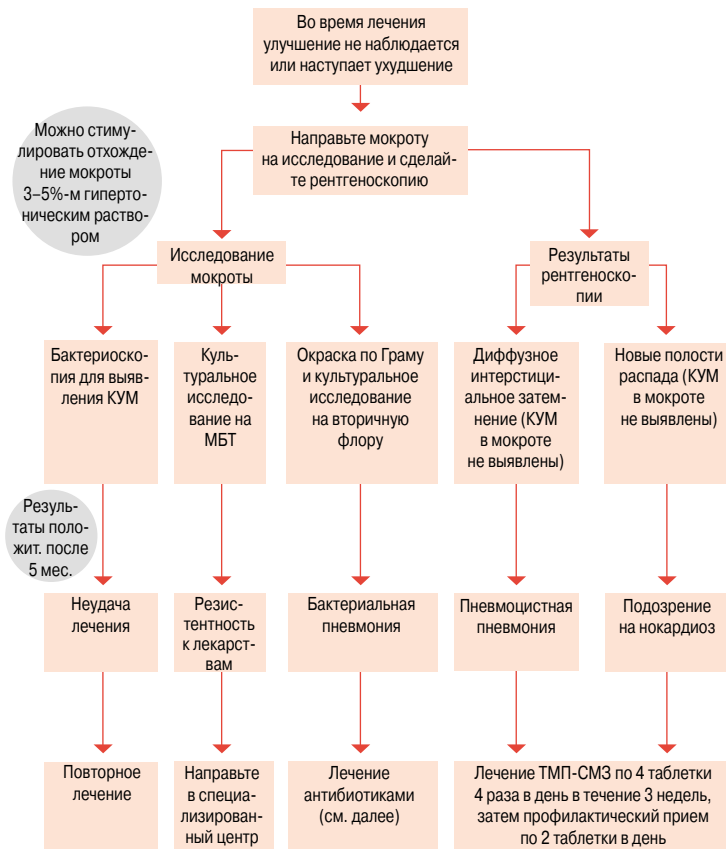 Во время лечения
улучшение не наблюдается
или наступает ухудшение
Можно стиму-
лировать отхожде-
ние мокроты
3–5%-м гиперто-
ническим раство-
ром
Направьте мокроту
на исследование и сделай-
те рентгеноскопию
Исследование
мокроты
Результаты
рентгеноско-
пии
Бактериоско-
пия для выяв-
ления КУМ
Куль-
туральное
исследо-
вание на
МБТ
Окраска по Граму
и культуральное
исследование
на вторичную
флору
Диффузное
интерстици-
альное затем-
нение (КУМ
в мокроте
не выявлены)
Новые полости
распада (КУМ
в мокроте
не выявлены)
Резуль-
таты поло-
жит. после
5 мес.
Неудача
лечения
Резис-
тентность
к лекарст-
вам
Бактериальная
пневмония
Пневмоцистная
пневмония
Подозрение
на нокардиоз
Повторное
лечение
Направьте
в специа-
лизирован-
ный центр
Лечение
антибиотиками
(см. далее)
Лечение ТМП-СМЗ по 4 таблетки
4 раза в день в течение 3 недель,
затем профилактический прием
по 2 таблетки в день